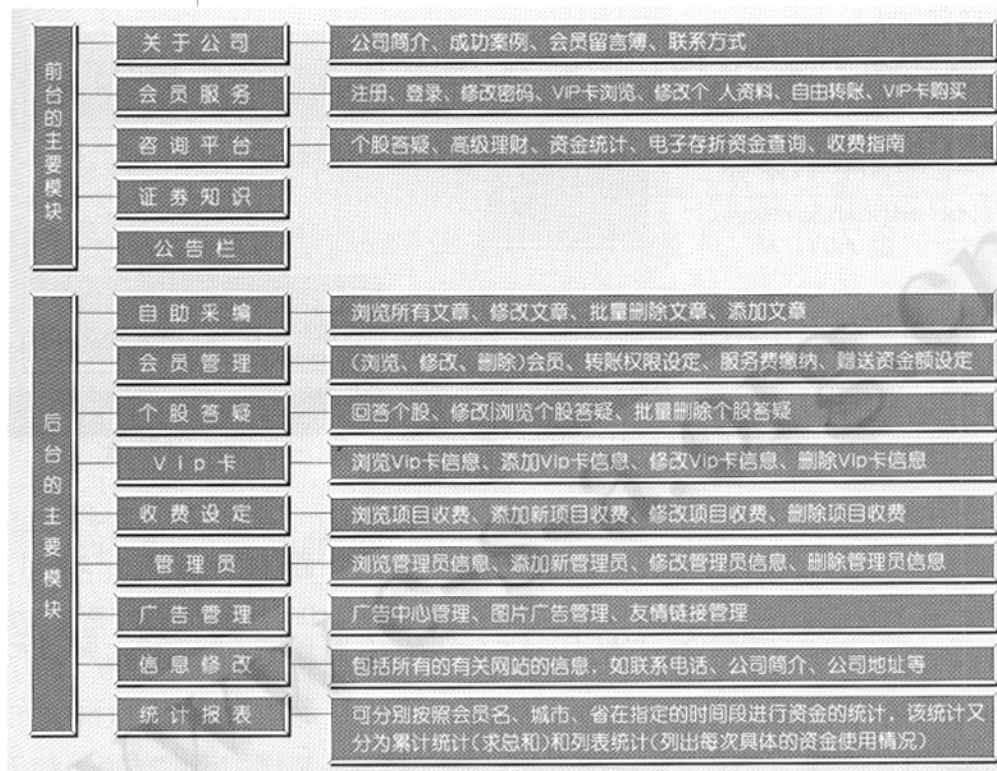 前台的主要模块
关于公司
公司简介、成功案例、会员留言簿、联系方式
会员服务
注册、登录、修改密码、VIP卡浏览、修改个 人资料、自由转账、VIP卡购买
咨询平台
个股答疑、高级理财、资金统计、电子存折资金查询、收费指南
证券知识
公告栏
后台的主要模块
自助采编
浏览所有文章、修改文章、批量删除文章、添加文章
会员管理
(浏览、修改、删除)会员、转账权限设定、服务费缴纳、赠送资金额设定
个股答疑
回答个股、修改|浏览个股答疑、批量删除个股答疑
VIp卡
浏览Vip卡信息、添加Vip卡信息、修改Vip卡信息、删除Vip卡信息
收费设定
浏览项目收费、添加新项目收费、修改项目收费、删除项目收费
管理员
浏览管理员信息、添加新管理员、修改管理员信息、删除管理员信息
广告管理
广告中心管理、图片广告管理、友情链接管理
信息修改
包括所有的有关网站的信息，如联系电话、公司简介、公司地址等
统计报表
可分别按照会员名、城市、省在指定的时间段进行资金的统计，该统计又
分为累计统计(求总和)和列表统计(列出每次具体的资金使用情况)